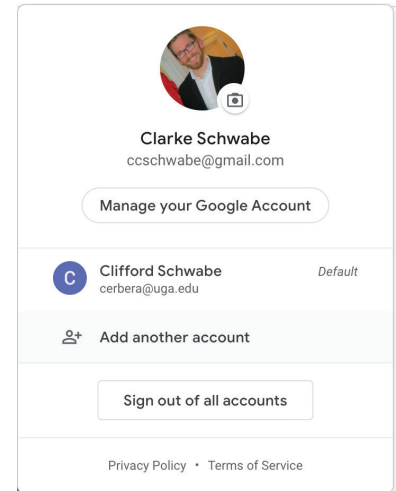 Clarke Schwabe
ccschwabe@gmail.com
Manage your Google Account
C
Clifford Schwabe
Default
cerbera@uga.edu
Add another account
Sign out of all accounts
Privacy Policy • Terms of Service